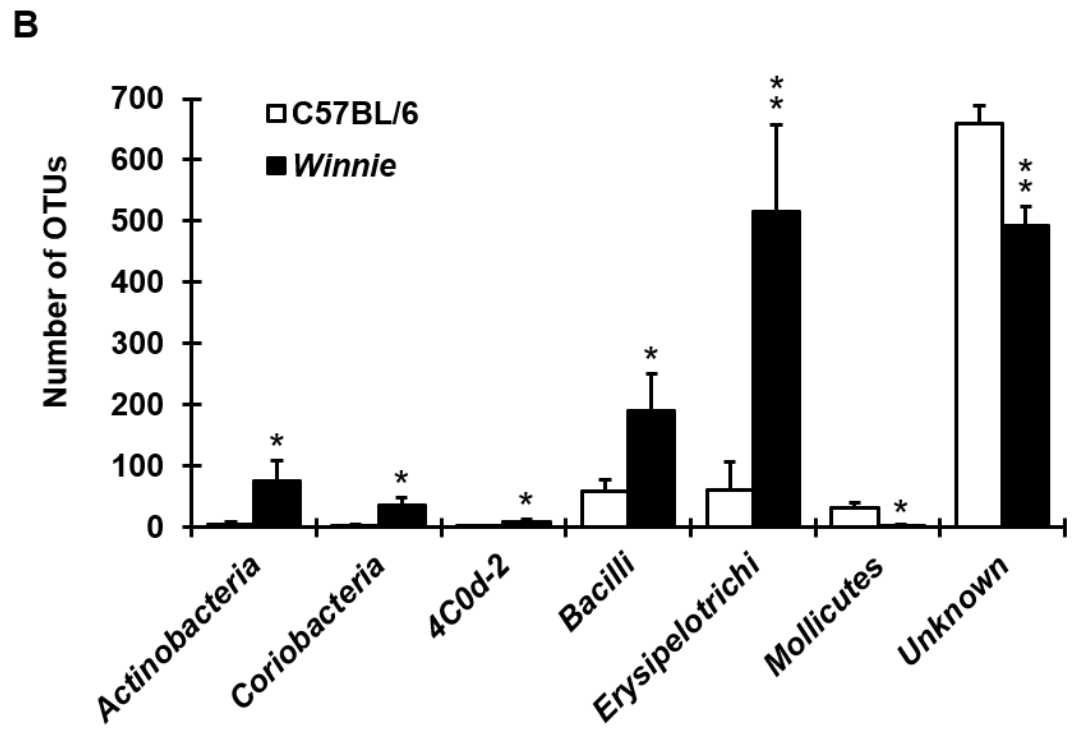 B
Number of OTUs
700
600
500
400
300
200
100
0
C57BL/6
Winnie
*
*
*
*
**
*
**
Actinobacteria
Coriobacteria
4C0d-2
Bacilli
Erysipelotrichi
Mollicutes
Unknown